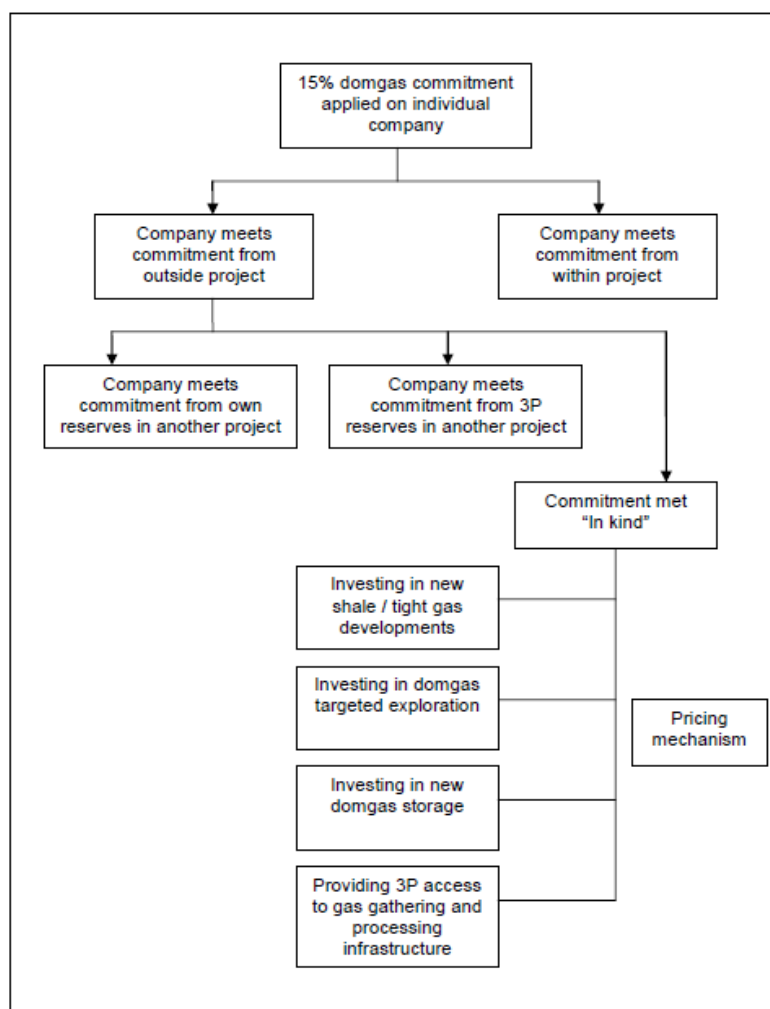 15% domgas commitment
applied on individual
company
Company meets
commitment from
outside project
Company meets
commitment from
within project
Company meets
commitment from own
reserves in another project
Company meets
commitment from 3P
reserves in another project
Commitment met
“In kind”
Investing in new
shale / tight gas
developments
Investing in domgas
targeted exploration
Pricing
mechanism
Investing in new
domgas storage
Providing 3P access
to gas gathering and
processing
infrastructure